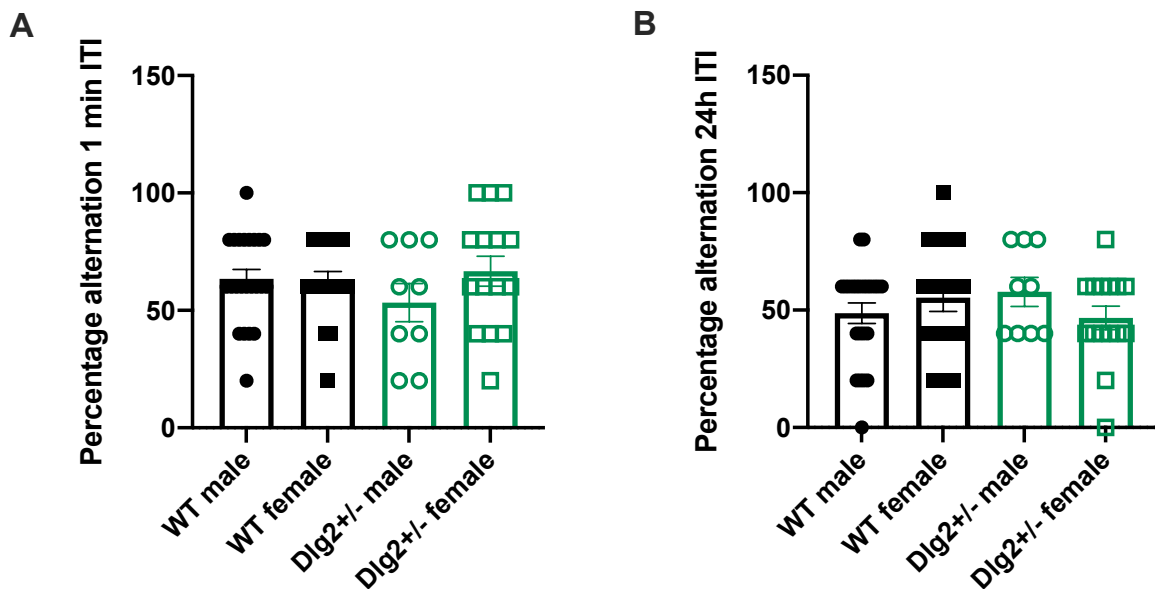 A
Percentage alternation 1 min ITI
150
100
50
0
WT male
WT female
Dlg2+/- male
Dlg2+/- female
B
Percentage alternation 24h ITI
150
100
50
0
WT male
WT female
Dlg2+/- male
Dlg2+/- female